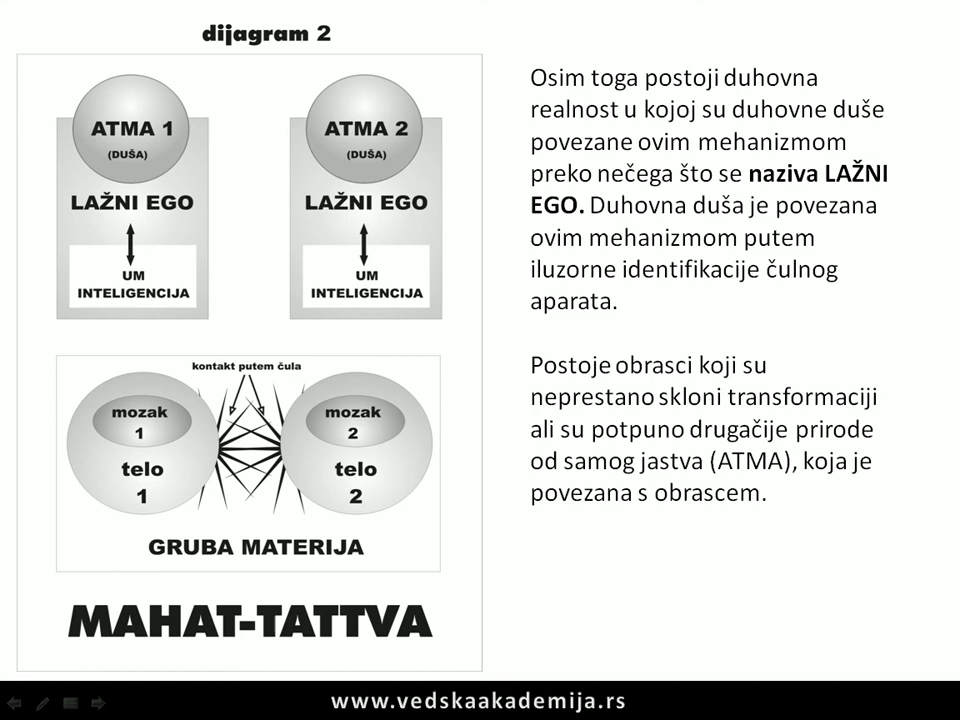 dijagram 2
ATMA 1
(DUŠA)
LAŽNI EGO
UM
INTELIGENCIJA
ATMA 2
(DUŠA)
LAŽNI EGO
UM
INTELIGENCIJA
kontakt putem čula
mozak
1
telo
1
mozak
2
telo
2
GRUBA MATERIJA
MAHAT-TATTVA
Osim toga postoji duhovna
realnost u kojoj su duhovne duše
povezane ovim mehanizmom
preko nečega što se naziva LAŽNI
EGO. Duhovna duša je povezana
ovim mehanizmom putem
iluzorne identifikacije čulnog
aparata.
Postoje obrasci koji su
neprestano skloni transformaciji
ali su potpuno drugačije prirode
od samog jastva (ATMA), koja je
povezana s obrascem.
www.vedskaakademija.rs